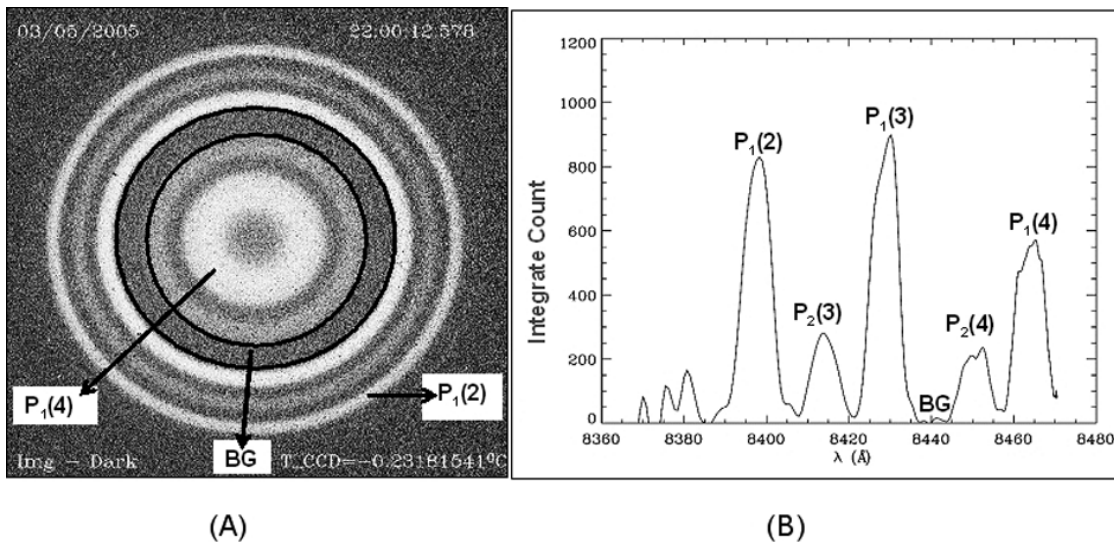 03/05/2005 22:00:12.578
P₁(4)
BG
P₁(2)
Img - Dark T_CCD=-0.23181541ºC
(A)
Integrate Count
1200
1000
800
600
400
200
0
P₁(2)
P₂(3)
P₁(3)
BG
P₂(4)
P₁(4)
8360 8380 8400 8420 8440 8460 8480
λ (Å)
(B)